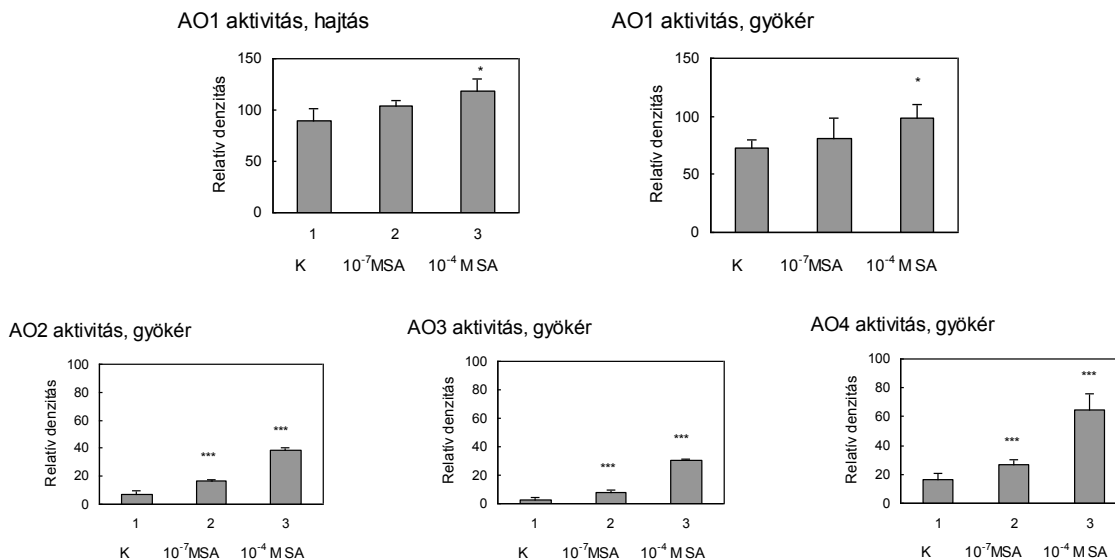 AO1 aktivitás, hajtás
Relatív denzitás
150
100
50
0
*
1 2 3
K 10⁻⁷MSA 10⁻⁴ M SA
AO1 aktivitás, gyökér
Relatív denzitás
150
100
50
0
*
K 10⁻⁷MSA 10⁻⁴ M SA
AO2 aktivitás, gyökér
Relatív denzitás
100
80
60
40
20
0
*** ***
1 2 3
K 10⁻⁷MSA 10⁻⁴ M SA
AO3 aktivitás, gyökér
Relatív denzitás
100
80
60
40
20
0
*** ***
1 2 3
K 10⁻⁷MSA 10⁻⁴ M SA
AO4 aktivitás, gyökér
Relatív denzitás
100
80
60
40
20
0
*** ***
1 2 3
K 10⁻⁷MSA 10⁻⁴ M SA